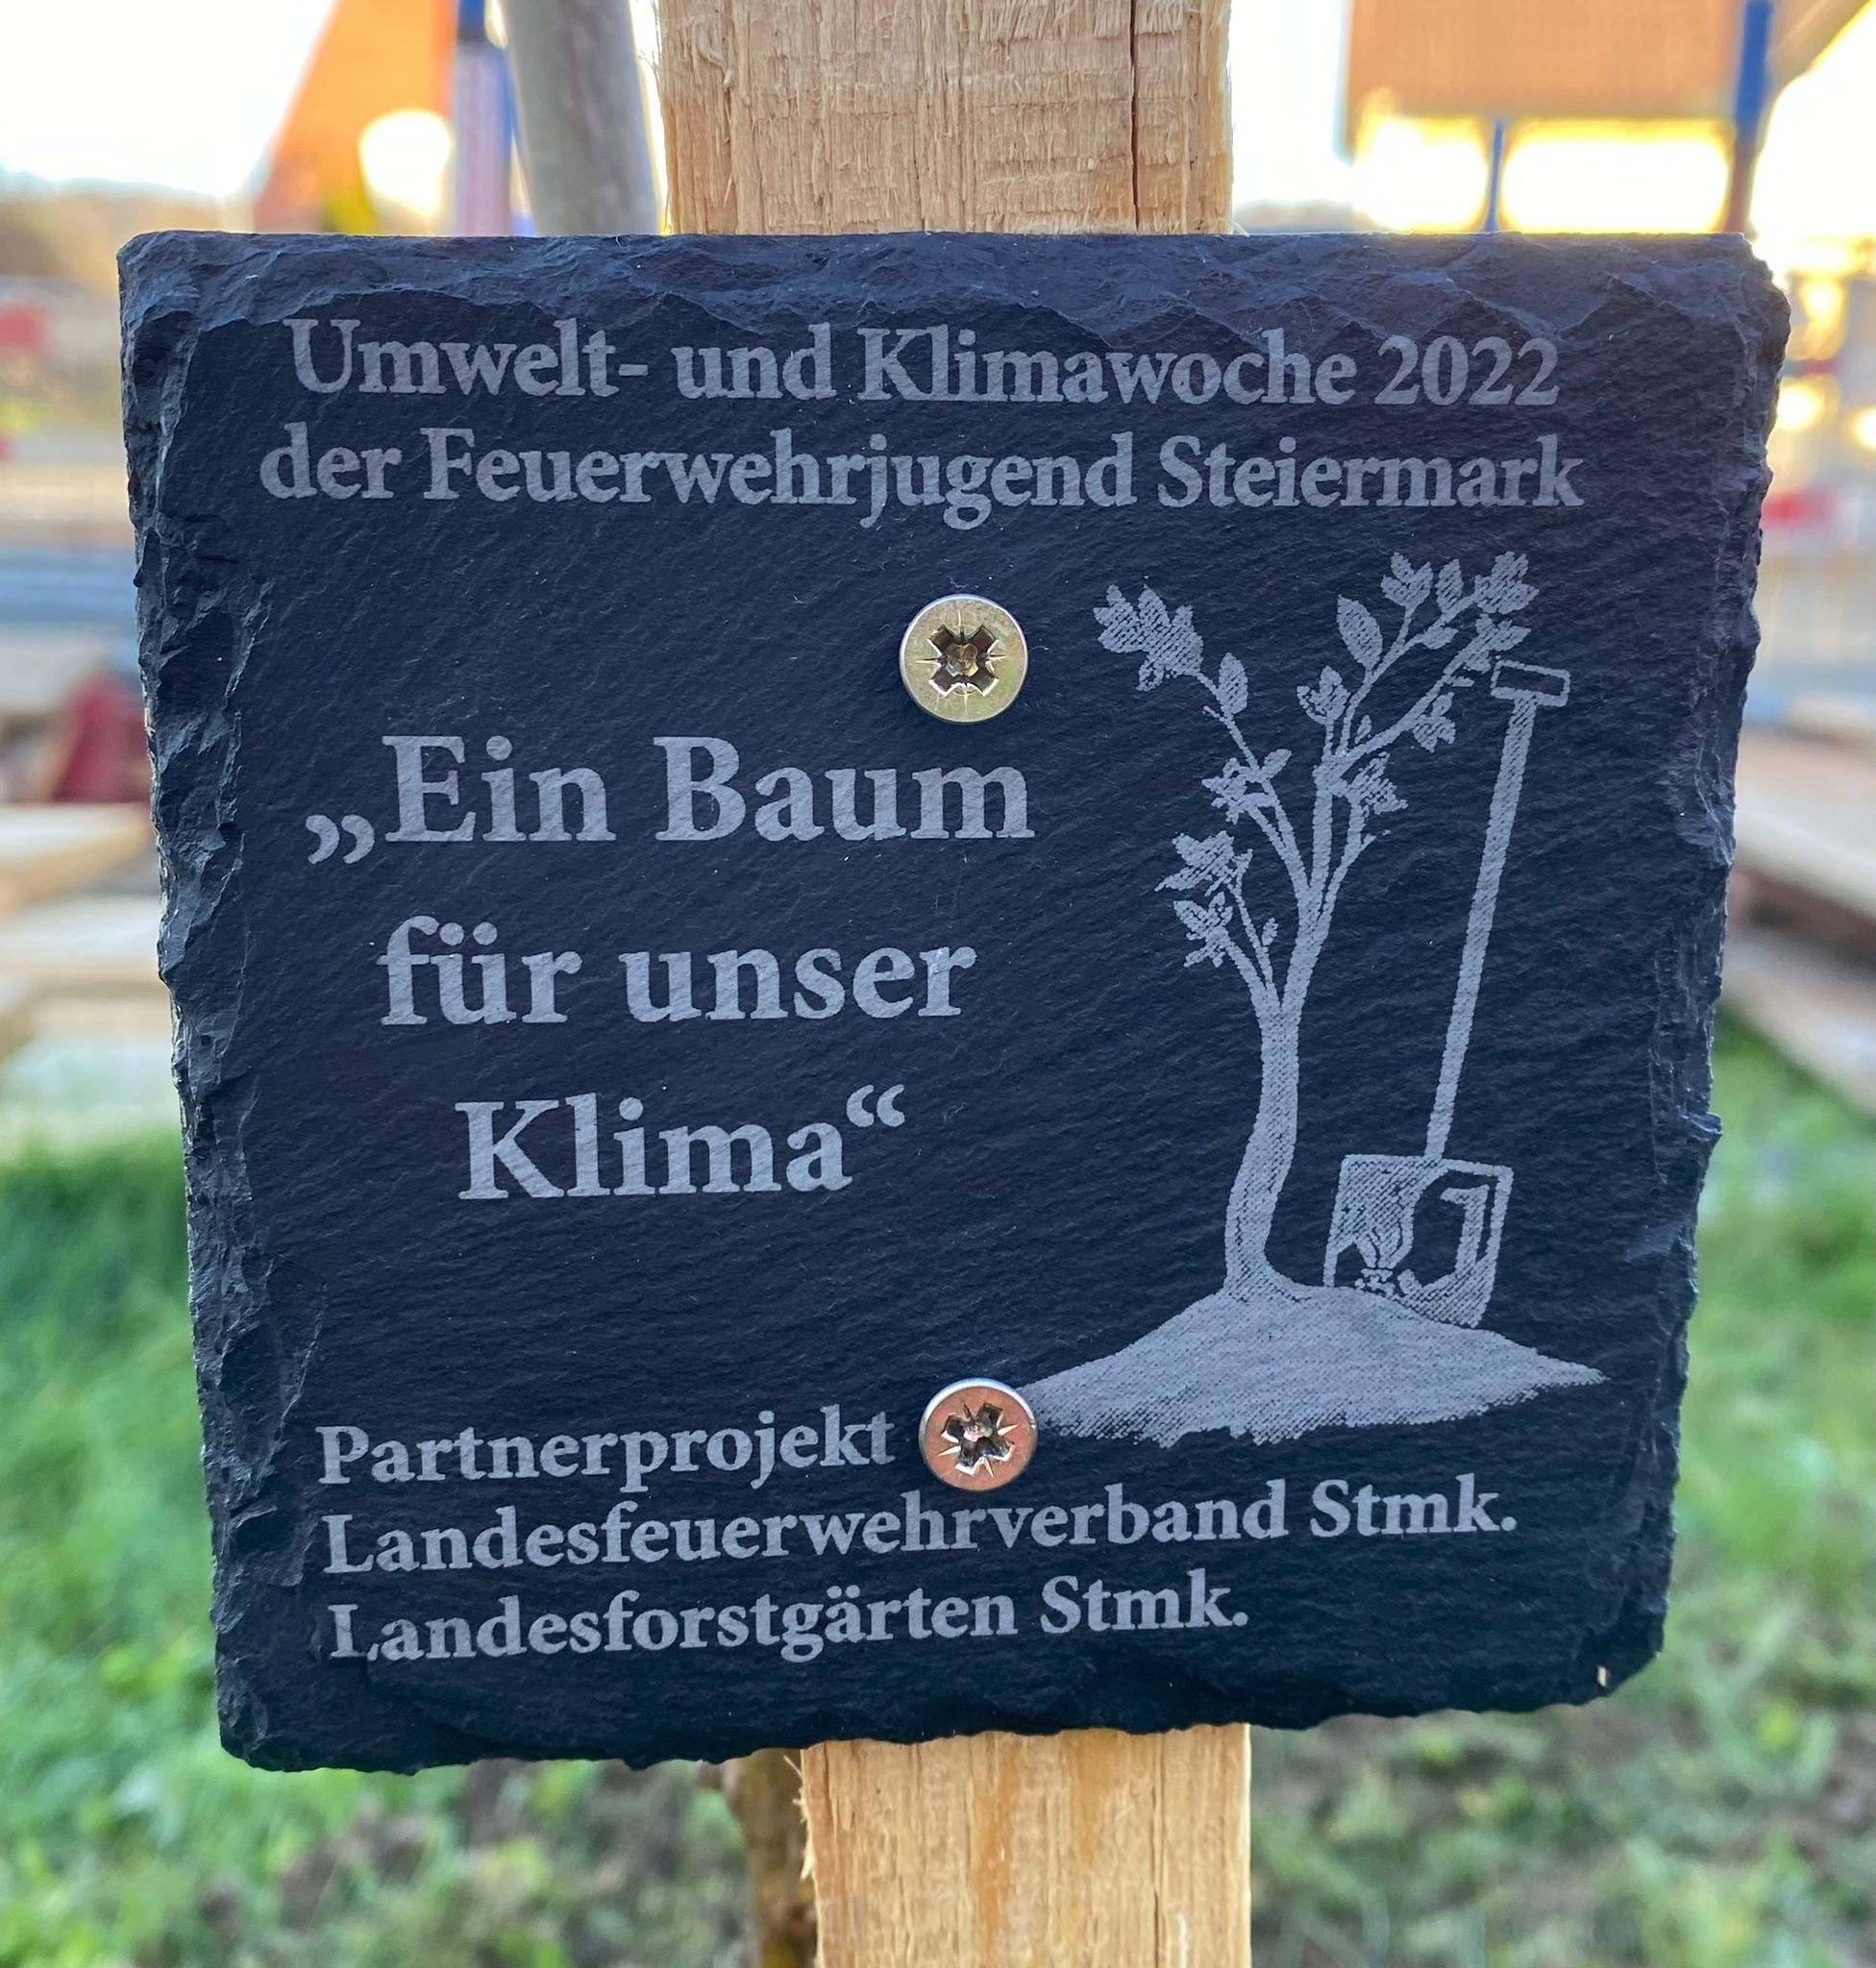 Umwelt- und Klimawoche 2022
der Feuerwehrjugend Steiermark
„Ein Baum
für unser
Klima“
Partnerprojekt
Landesfeuerwehrverband Stmk.
Landesforstgärten Stmk.